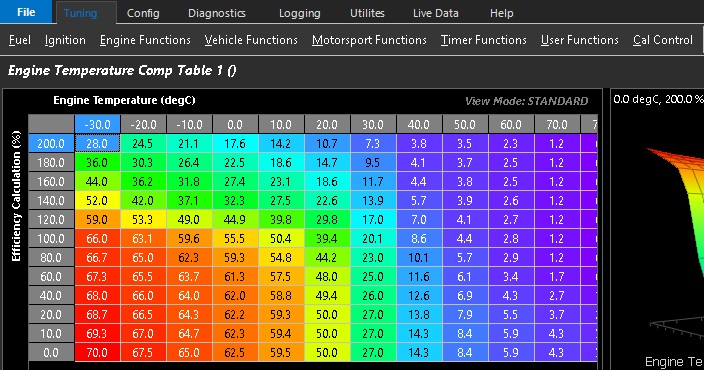 File Tuning Config Diagnostics Logging Utilites Live Data Help
Fuel Ignition Engine Functions Vehicle Functions Motorsport Functions Timer Functions User Functions Cal Control
Engine Temperature Comp Table 1 ()
Engine Temperature (degC) View Mode: STANDARD 0.0 degC, 200.0 %
Efficiency Calculation (%)
-30.0 -20.0 -10.0 0.0 10.0 20.0 30.0 40.0 50.0 60.0 70.0
200.0 28.0 24.5 21.1 17.6 14.2 10.7 7.3 3.8 3.5 2.3 1.2
180.0 36.0 30.3 26.4 22.5 18.6 14.7 9.5 4.1 3.7 2.5 1.2
160.0 44.0 36.2 31.8 27.4 23.1 18.6 11.7 4.4 3.8 2.5 1.2
140.0 52.0 42.0 37.1 32.3 27.5 22.6 13.9 5.7 3.9 2.6 1.2
120.0 59.0 53.3 49.0 44.9 39.8 29.8 17.0 7.0 4.1 2.7 1.2
100.0 66.0 63.1 59.6 55.5 50.4 39.4 20.1 8.6 4.4 2.8 1.2
80.0 66.7 65.0 62.3 59.3 54.8 44.2 23.0 10.1 5.7 2.9 1.2
60.0 67.3 65.5 63.7 61.3 57.5 48.0 25.0 11.6 6.1 3.4 1.7
40.0 68.0 66.0 64.0 62.0 58.8 49.4 26.0 12.6 6.9 4.3 2.7
20.0 68.7 66.5 64.3 62.2 59.3 50.0 27.0 13.8 7.9 5.5 3.7
10.0 69.3 67.0 64.7 62.3 59.4 50.0 27.0 14.3 8.4 5.9 4.3
0.0 70.0 67.5 65.0 62.5 59.5 50.0 27.0 14.3 8.4 5.9 4.3
Engine Te